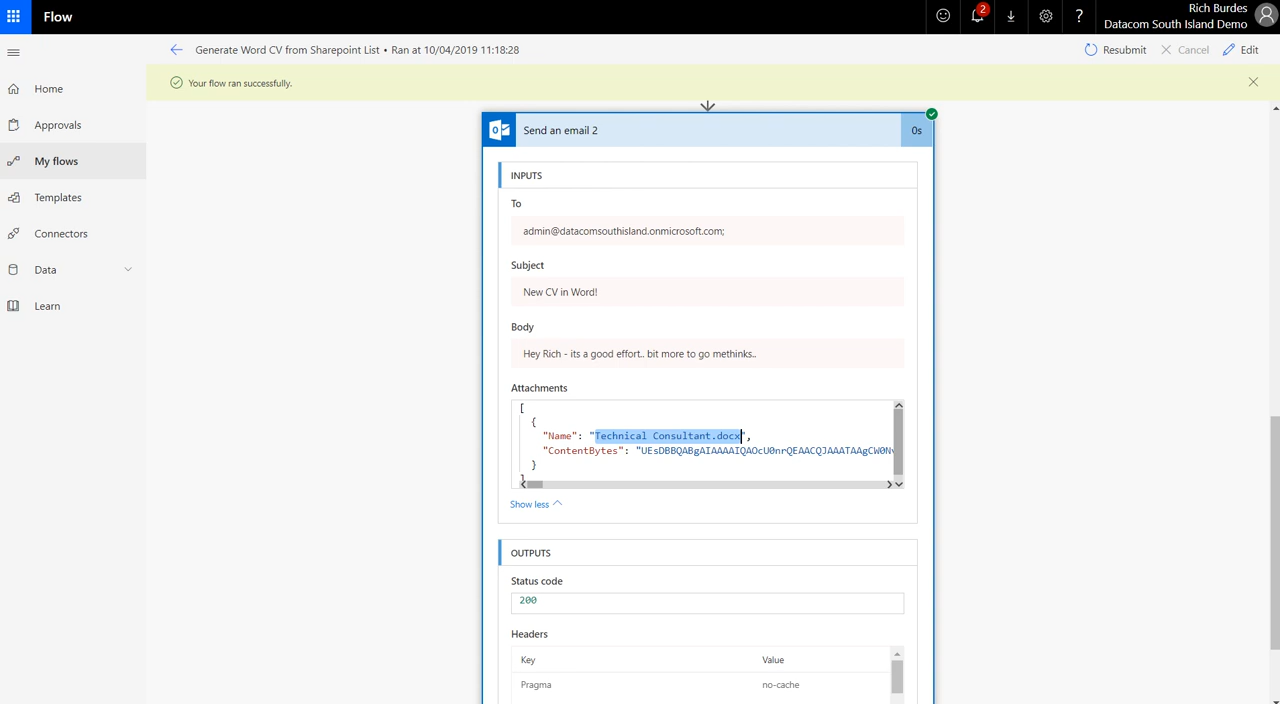 Flow
2
?
Rich Burdes
Datacom South Island Demo
Generate Word CV from Sharepoint List • Ran at 10/04/2019 11:18:28
Resubmit
Cancel
Edit
Your flow ran successfully.
Home
Approvals
My flows
Templates
Connectors
Data
Learn
Send an email 2
0s
INPUTS
To
admin@datacomsouthisland.onmicrosoft.com;
Subject
New CV in Word!
Body
Hey Rich - its a good effort.. bit more to go methinks..
Attachments
[
{
"Name": "Technical Consultant.docx",
"ContentBytes": "UEsDBBQABgAIAAAAIQAOcU0nrQEAACQJAAATAAgCW0N
}
]
Show less
OUTPUTS
Status code
200
Headers
Key Value
Pragma no-cache